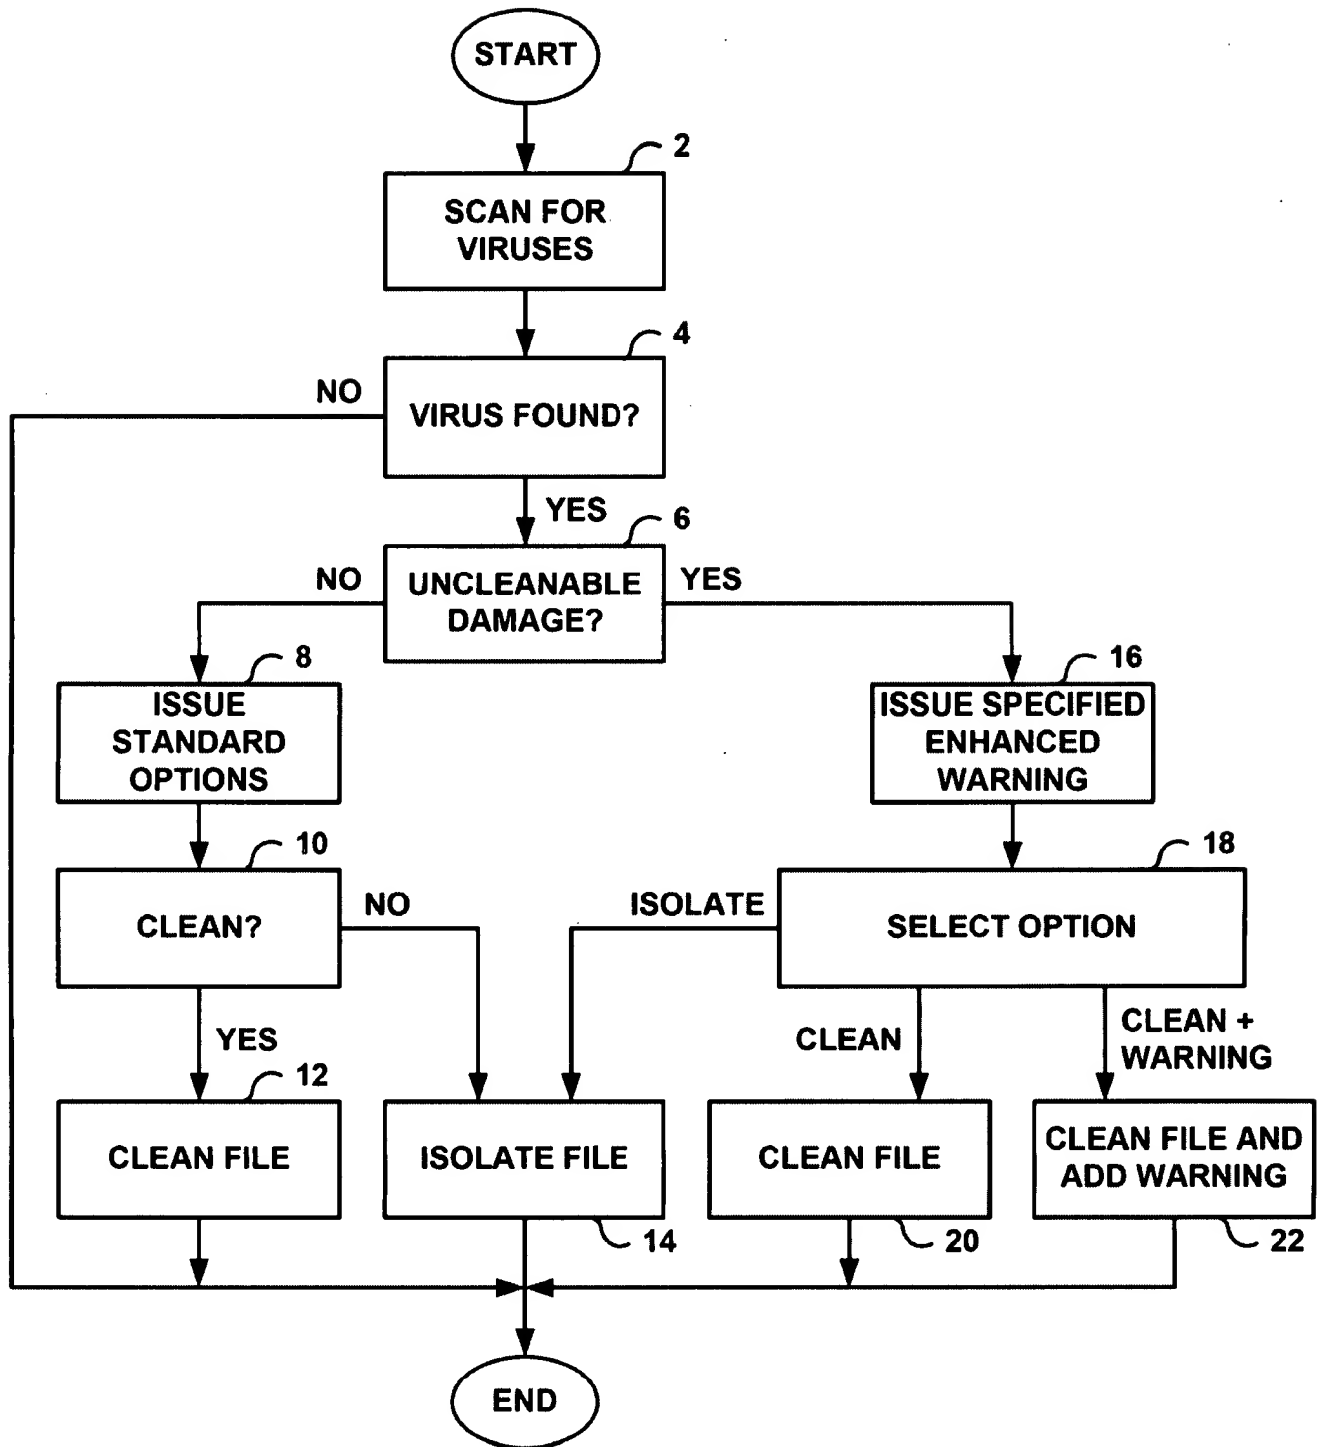 START
2
SCAN FOR
VIRUSES
4
NO
VIRUS FOUND?
YES
6
NO
UNCLEANABLE
DAMAGE?
YES
8
ISSUE
STANDARD
OPTIONS
16
ISSUE SPECIFIED
ENHANCED
WARNING
10
CLEAN?
NO
18
ISOLATE
SELECT OPTION
YES
CLEAN
CLEAN +
WARNING
12
CLEAN FILE
ISOLATE FILE
14
CLEAN FILE
20
CLEAN FILE AND
ADD WARNING
22
END